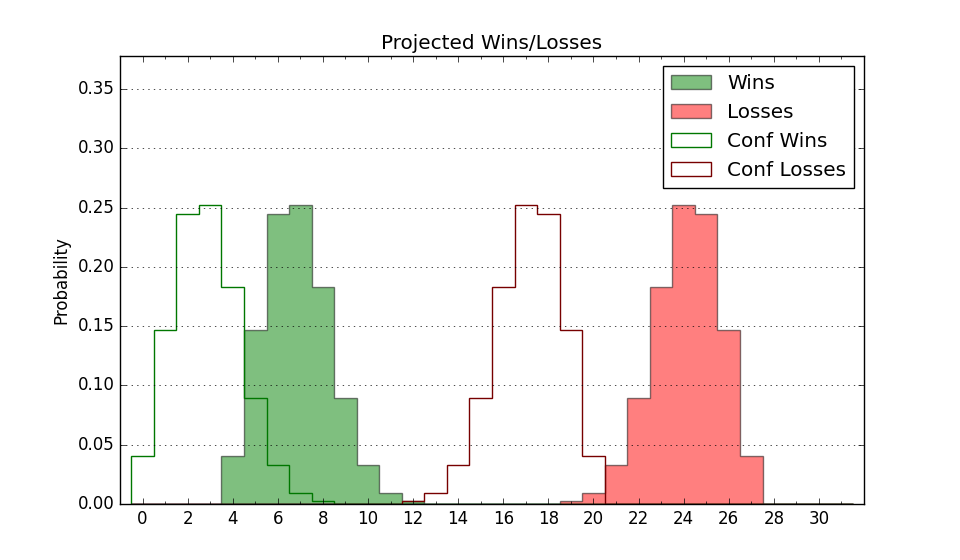 Projected Wins/Losses
Wins
Losses
Conf Wins
Conf Losses
Probability
0.35
0.30
0.25
0.20
0.15
0.10
0.05
0.00
0 2 4 6 8 10 12 14 16 18 20 22 24 26 28 30